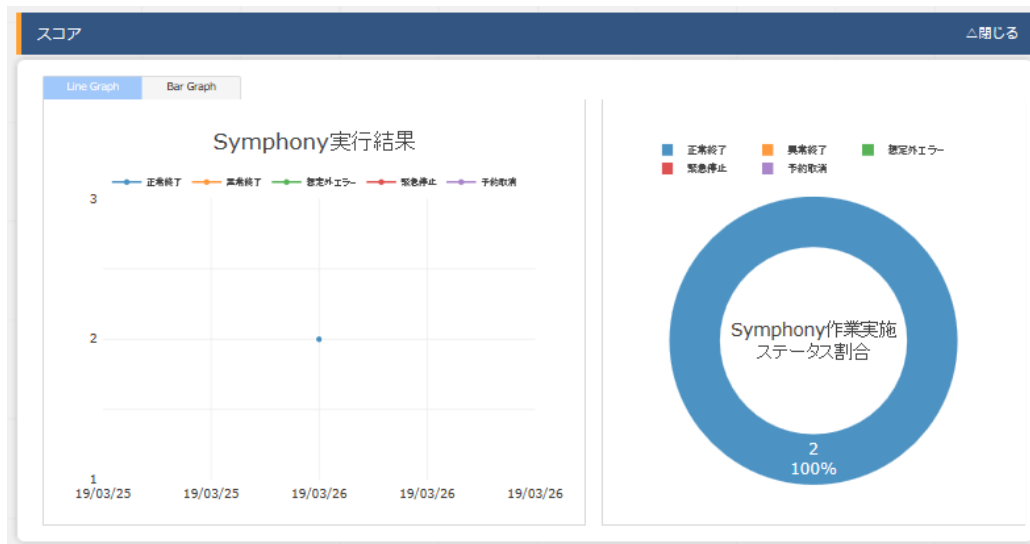 スコア
△閉じる
Line Graph
Bar Graph
Symphony実行結果
正常終了 異常終了 想定外エラー 緊急停止 予約取消
3
2
1
19/03/25 19/03/25 19/03/26 19/03/26 19/03/26
正常終了 異常終了 想定外エラー
緊急停止 予約取消
Symphony作業実施
ステータス割合
2
100%